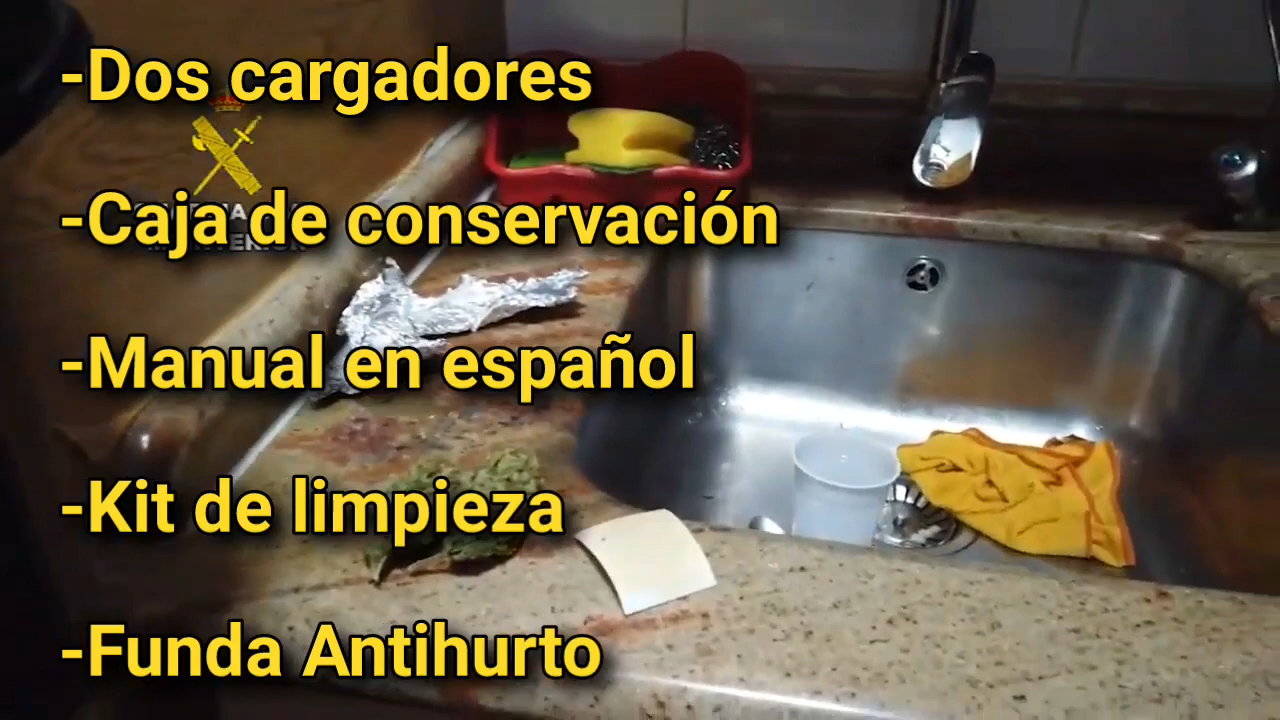 -Dos cargadores
-Caja de conservación
-Manual en español
-Kit de limpieza
-Funda Antihurto